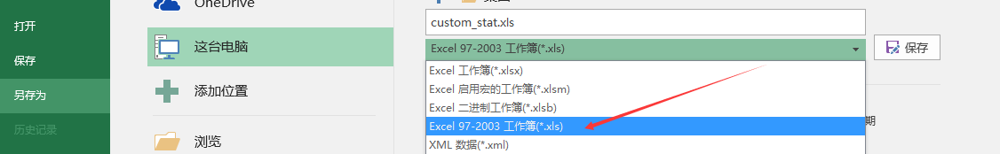 打开
保存
另存为
历史记录
OneDrive
这台电脑
添加位置
浏览
custom_stat.xls
Excel 97-2003 工作簿(*.xls)
保存
Excel 工作簿(*.xlsx)
Excel 启用宏的工作簿(*.xlsm)
Excel 二进制工作簿(*.xlsb)
Excel 97-2003 工作簿(*.xls)
XML 数据(*.xml)
期